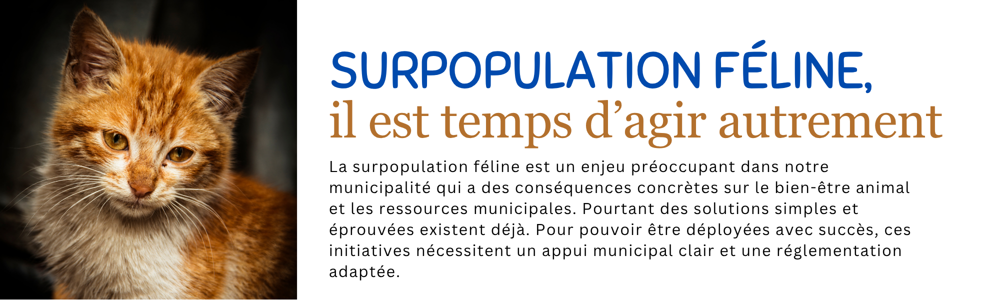 SURPOPULATION FÉLINE,
il est temps d’agir autrement
La surpopulation féline est un enjeu préoccupant dans notre
municipalité qui a des conséquences concrètes sur le bien-être animal
et les ressources municipales. Pourtant des solutions simples et
éprouvées existent déjà. Pour pouvoir être déployées avec succès, ces
initiatives nécessitent un appui municipal clair et une réglementation
adaptée.